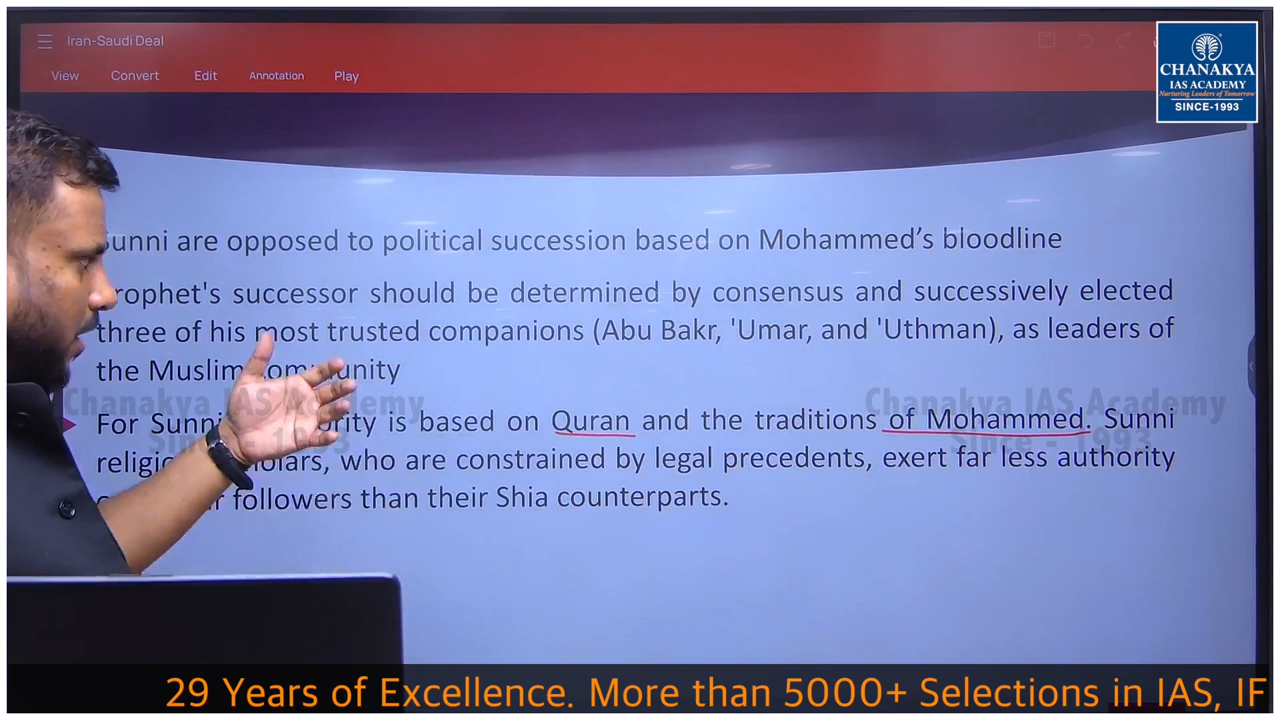 Iran-Saudi Deal
View Convert Edit Annotation Play
CHANAKYA
IAS ACADEMY
Nurturing Leaders of Tomorrow
SINCE-1993
unni are opposed to political succession based on Mohammed’s bloodline
rophet's successor should be determined by consensus and successively elected
three of his most trusted companions (Abu Bakr, 'Umar, and 'Uthman), as leaders of
the Muslim community
Chanakya IAS Academy Chanakya IAS Academy
For Sunni rity is based on Quran and the traditions of Mohammed. Sunni
Since - 1993 Since - 1993
religio olars, who are constrained by legal precedents, exert far less authority
r followers than their Shia counterparts.
29 Years of Excellence. More than 5000+ Selections in IAS, IF